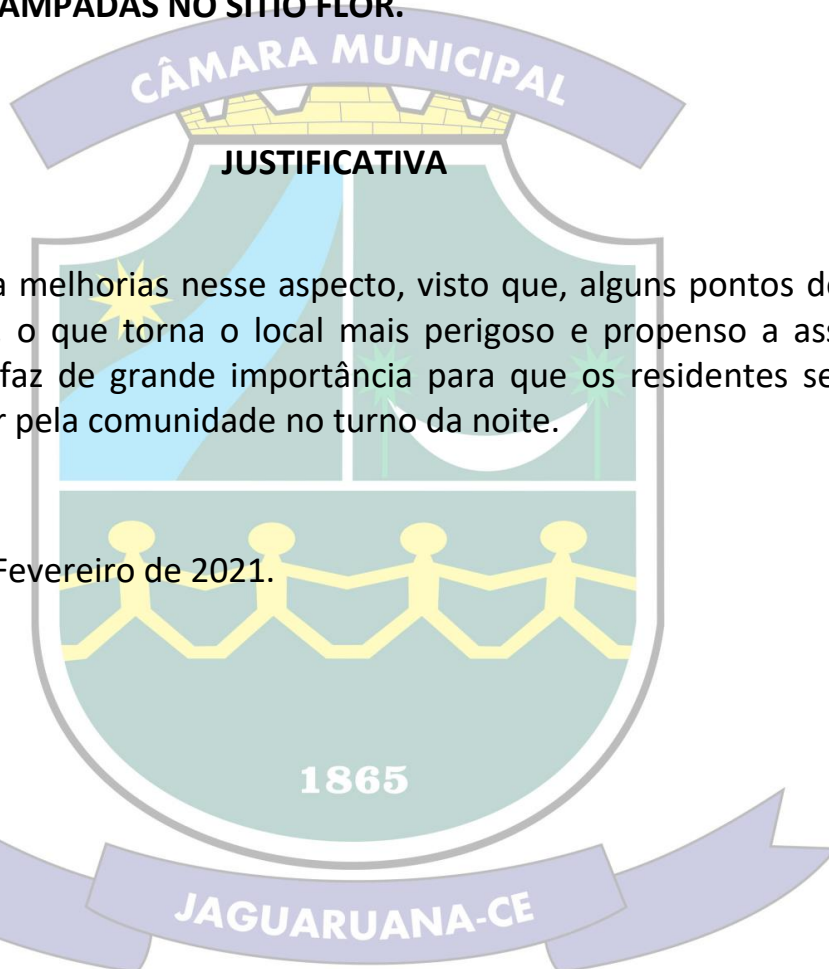 AMPADAS NO SÍTIO FLOR.
CÂMARA MUNICIPAL
JUSTIFICATIVA
a melhorias nesse aspecto, visto que, alguns pontos de
o que torna o local mais perigoso e propenso a ass
faz de grande importância para que os residentes se
r pela comunidade no turno da noite.
Fevereiro de 2021.
1865
JAGUARUANA-CE